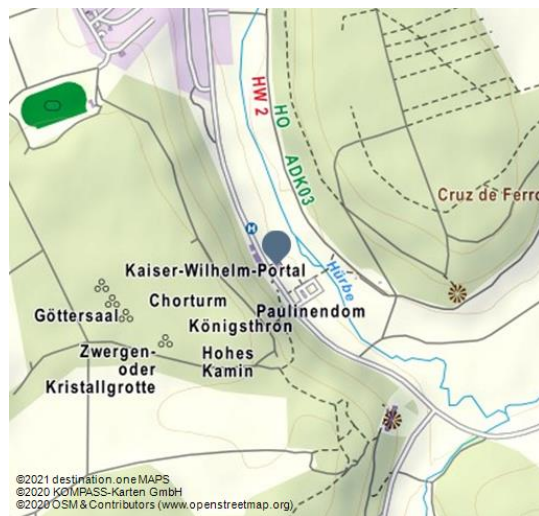 HW 2
HO
ADK03
Cruz de Ferro
H
Kaiser-Wilhelm-Portal
Hürbe
Chorturm
Göttersaal
Paulinendom
Königsthron
Zwergen-
oder
Kristallgrotte
Hohes
Kamin
©2021 destination.one MAPS
©2020 KOMPASS-Karten GmbH
©2020 OSM & Contributors (www.openstreetmap.org)